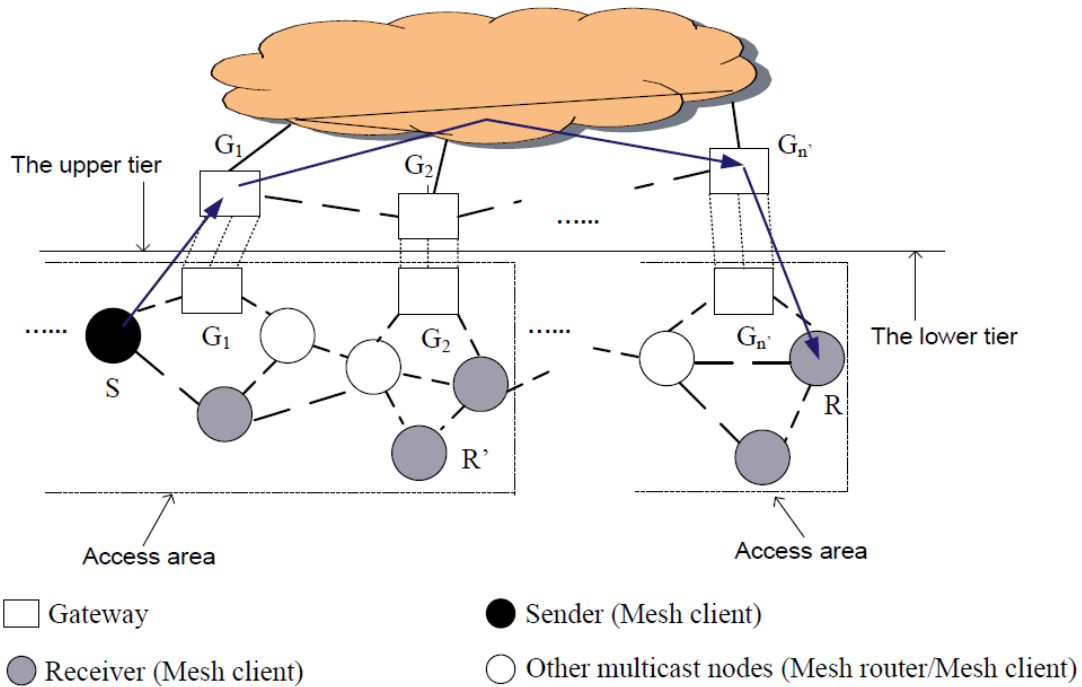 G1
G2
Gn’
The upper tier
......
......
G1
G2
......
Gn’
The lower tier
S
R
R’
Access area
Access area
Gateway
Sender (Mesh client)
Receiver (Mesh client)
Other multicast nodes (Mesh router/Mesh client)